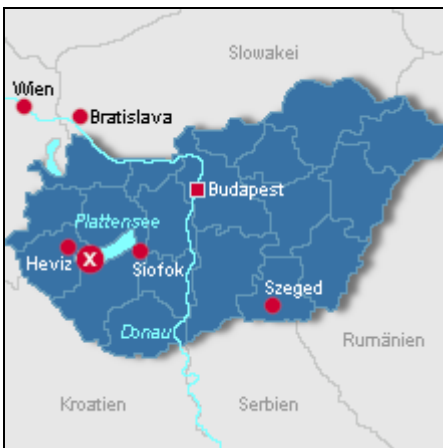 Slowakei
Wien
Bratislava
Budapest
Plattensee
Heviz
X
Siofok
Szeged
Donau
Rumänien
Kroatien
Serbien